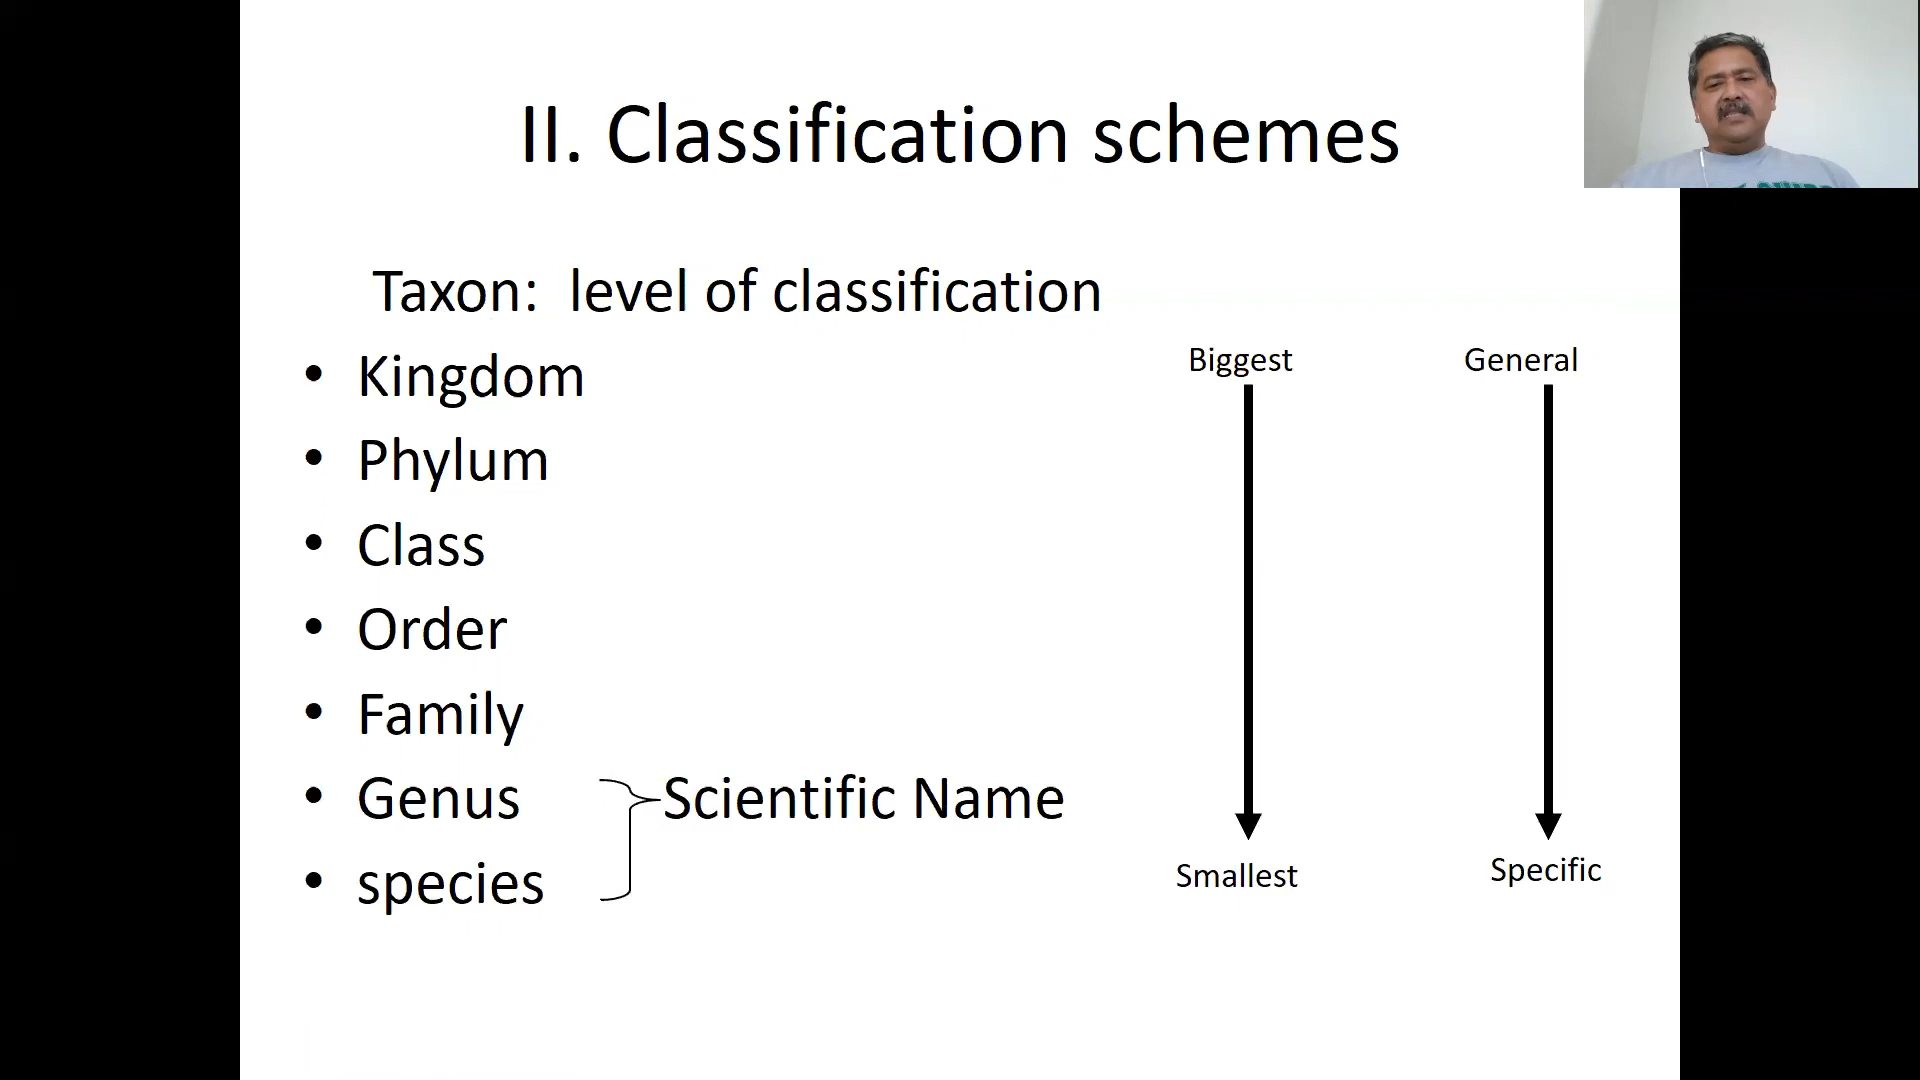 II. Classification schemes
Taxon: level of classification
• Kingdom
• Phylum
• Class
• Order
• Family
• Genus
• species
Scientific Name
Biggest
Smallest
General
Specific